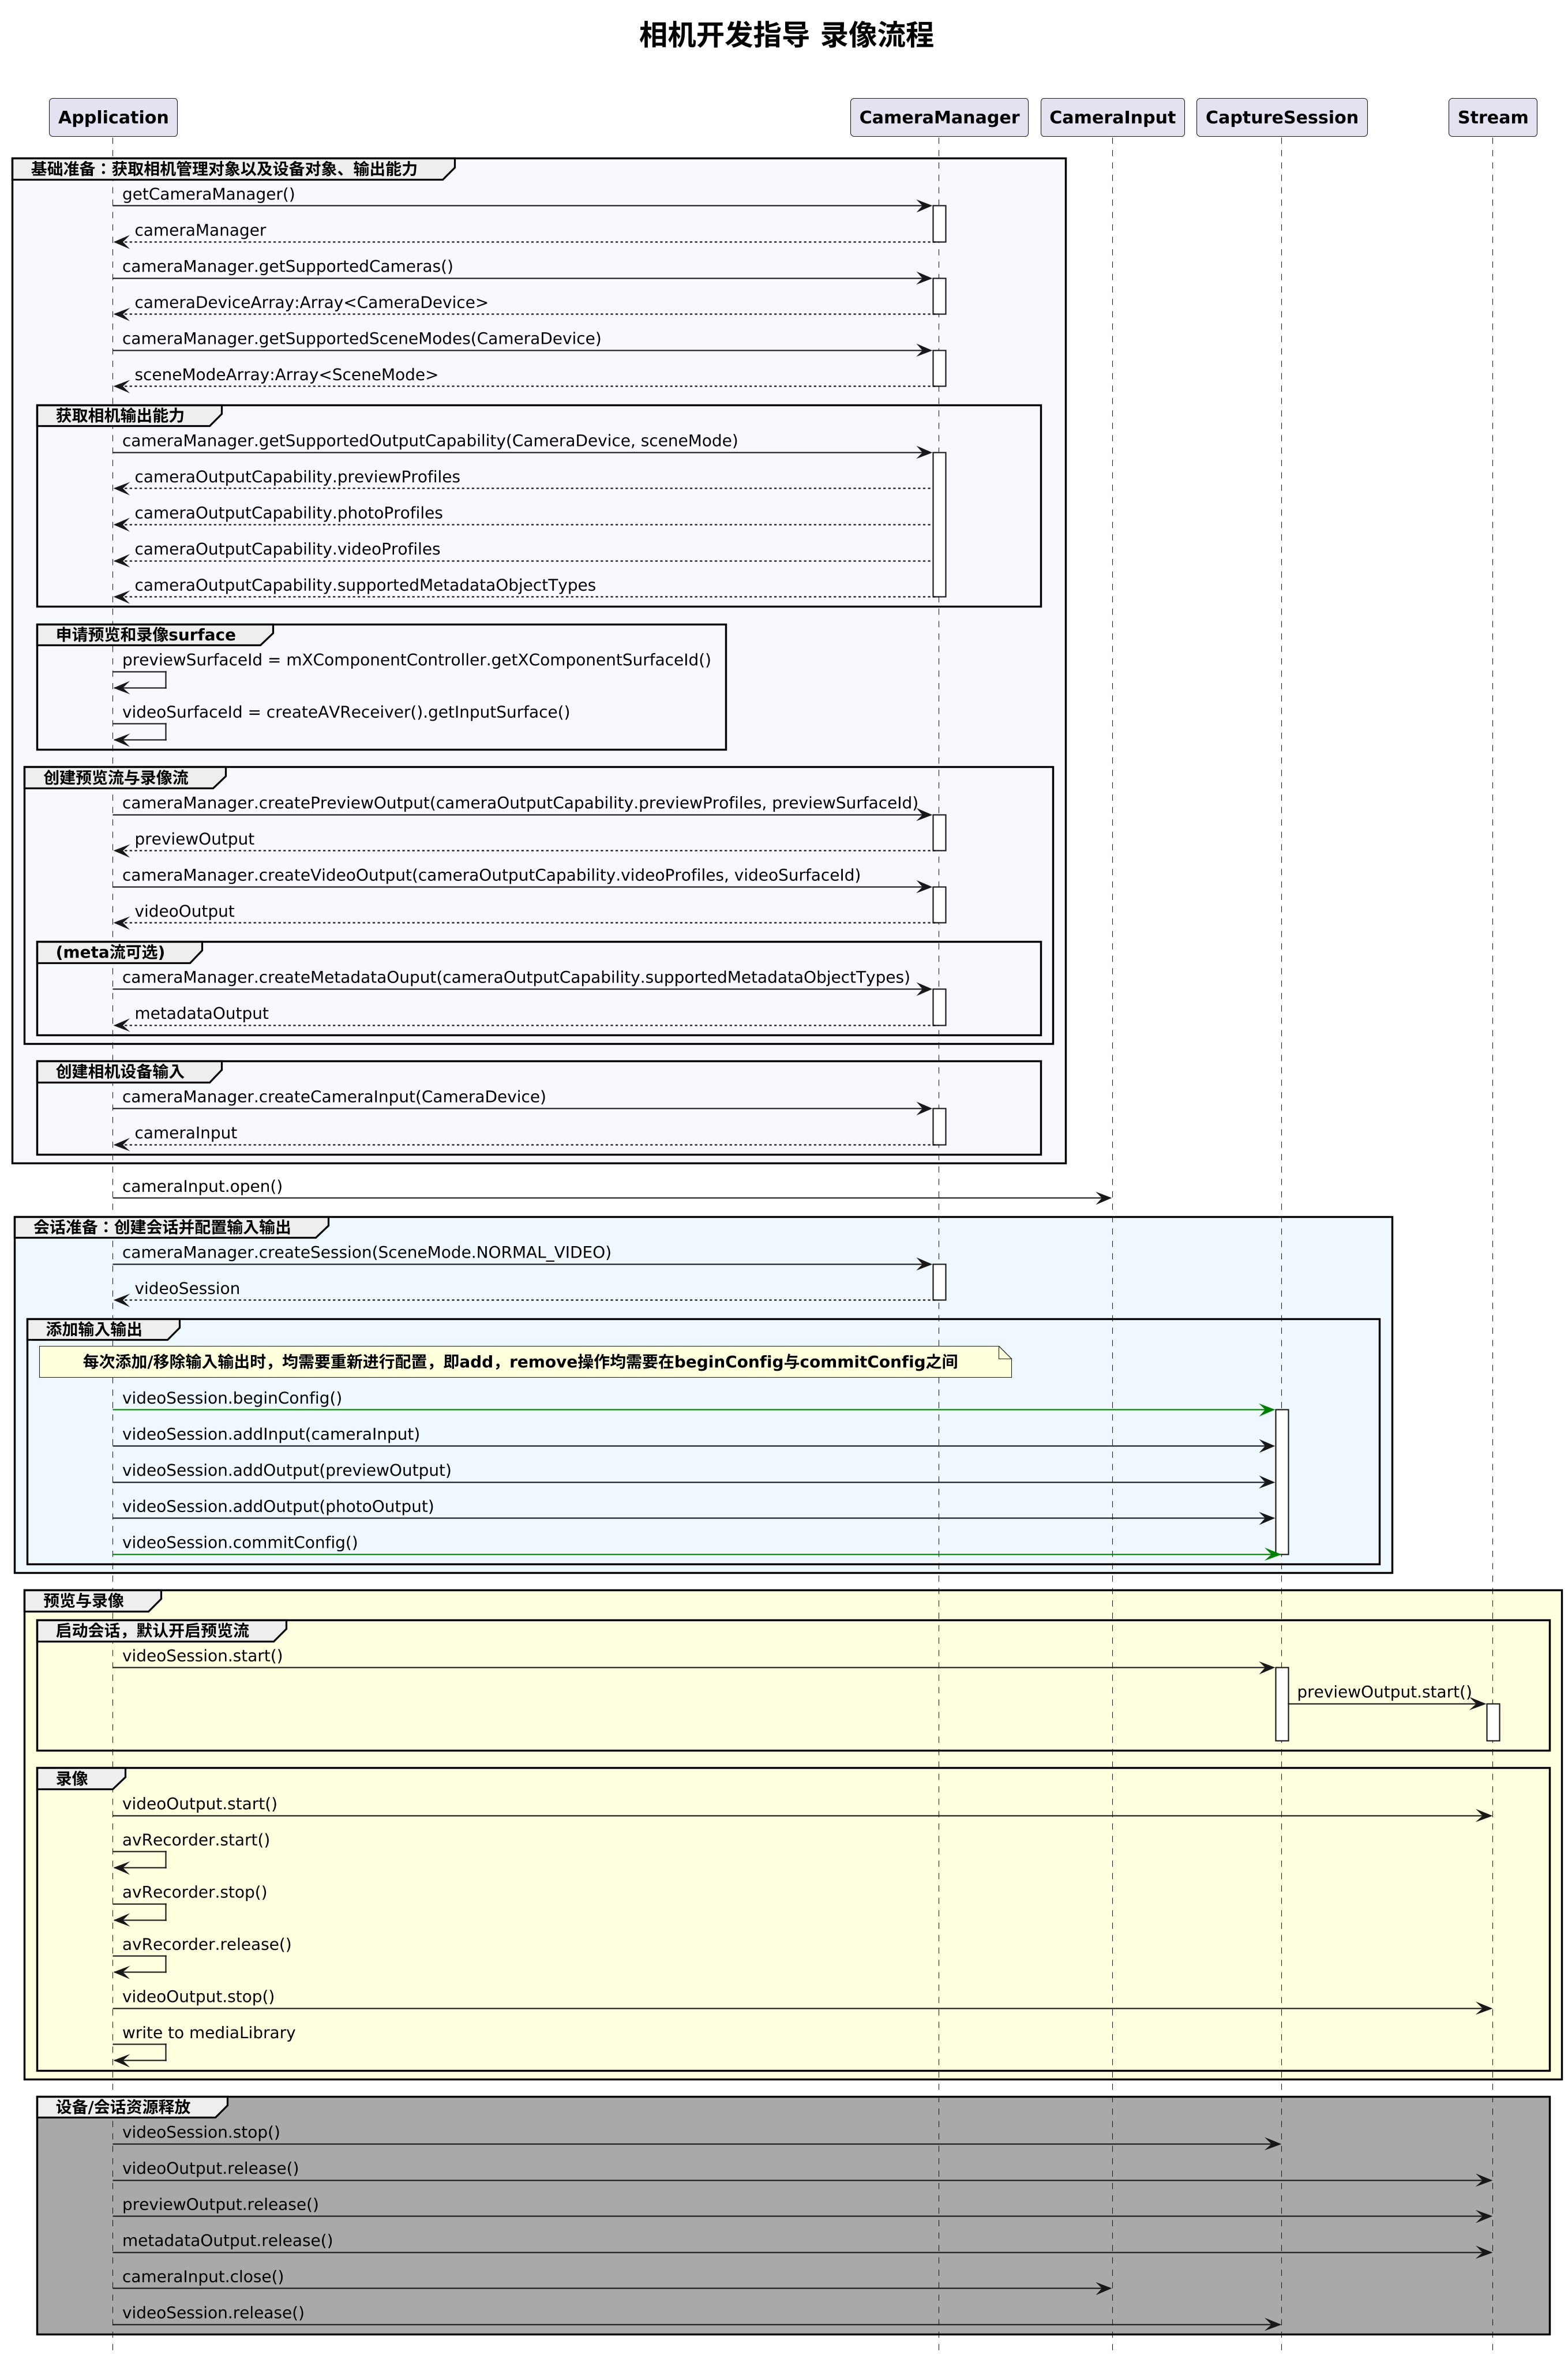 相机开发指导 录像流程
Application
CameraManager
CameraInput
CaptureSession
Stream
基础准备：获取相机管理对象以及设备对象、输出能力
getCameraManager()
cameraManager
cameraManager.getSupportedCameras()
cameraDeviceArray:Array<CameraDevice>
cameraManager.getSupportedSceneModes(CameraDevice)
sceneModeArray:Array<SceneMode>
获取相机输出能力
cameraManager.getSupportedOutputCapability(CameraDevice, sceneMode)
cameraOutputCapability.previewProfiles
cameraOutputCapability.photoProfiles
cameraOutputCapability.videoProfiles
cameraOutputCapability.supportedMetadataObjectTypes
申请预览和录像surface
previewSurfaceId = mXComponentController.getXComponentSurfaceId()
videoSurfaceId = createAVReceiver().getInputSurface()
创建预览流与录像流
cameraManager.createPreviewOutput(cameraOutputCapability.previewProfiles, previewSurfaceId)
previewOutput
cameraManager.createVideoOutput(cameraOutputCapability.videoProfiles, videoSurfaceId)
videoOutput
(meta流可选)
cameraManager.createMetadataOuput(cameraOutputCapability.supportedMetadataObjectTypes)
metadataOutput
创建相机设备输入
cameraManager.createCameraInput(CameraDevice)
cameraInput
cameraInput.open()
会话准备：创建会话并配置输入输出
cameraManager.createSession(SceneMode.NORMAL_VIDEO)
videoSession
添加输入输出
每次添加/移除输入输出时，均需要重新进行配置，即add，remove操作均需要在beginConfig与commitConfig之间
videoSession.beginConfig()
videoSession.addInput(cameraInput)
videoSession.addOutput(previewOutput)
videoSession.addOutput(photoOutput)
videoSession.commitConfig()
预览与录像
启动会话，默认开启预览流
videoSession.start()
previewOutput.start()
录像
videoOutput.start()
avRecorder.start()
avRecorder.stop()
avRecorder.release()
videoOutput.stop()
write to mediaLibrary
设备/会话资源释放
videoSession.stop()
videoOutput.release()
previewOutput.release()
metadataOutput.release()
cameraInput.close()
videoSession.release()